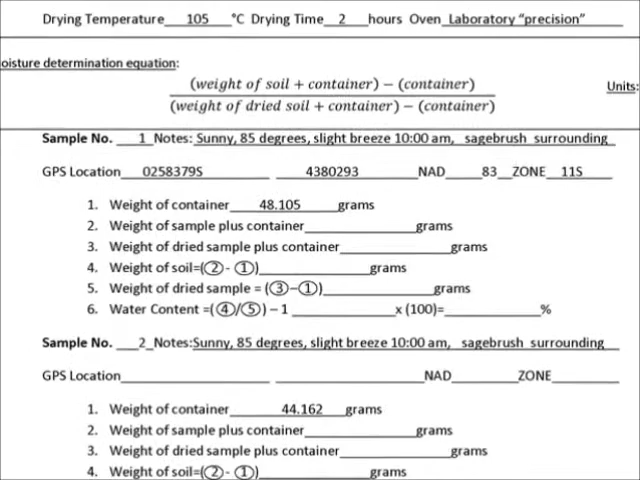 Drying Temperature 105 °C Drying Time 2 hours Oven Laboratory “precision”
oisture determination equation:
(weight of soil + container) − (container)
(weight of dried soil + container) − (container)
Units:
Sample No. 1 Notes: Sunny, 85 degrees, slight breeze 10:00 am, sagebrush surrounding
GPS Location 0258379S 4380293 NAD 83 ZONE 11S
1. Weight of container 48.105 grams
2. Weight of sample plus container grams
3. Weight of dried sample plus container grams
4. Weight of soil=(②- ①) grams
5. Weight of dried sample = (③−①) grams
6. Water Content =(④/⑤) − 1 x (100)= %
Sample No. 2 Notes:Sunny, 85 degrees, slight breeze 10:00 am, sagebrush surrounding
GPS Location NAD ZONE
1. Weight of container 44.162 grams
2. Weight of sample plus container grams
3. Weight of dried sample plus container grams
4. Weight of soil=(②- ①) grams